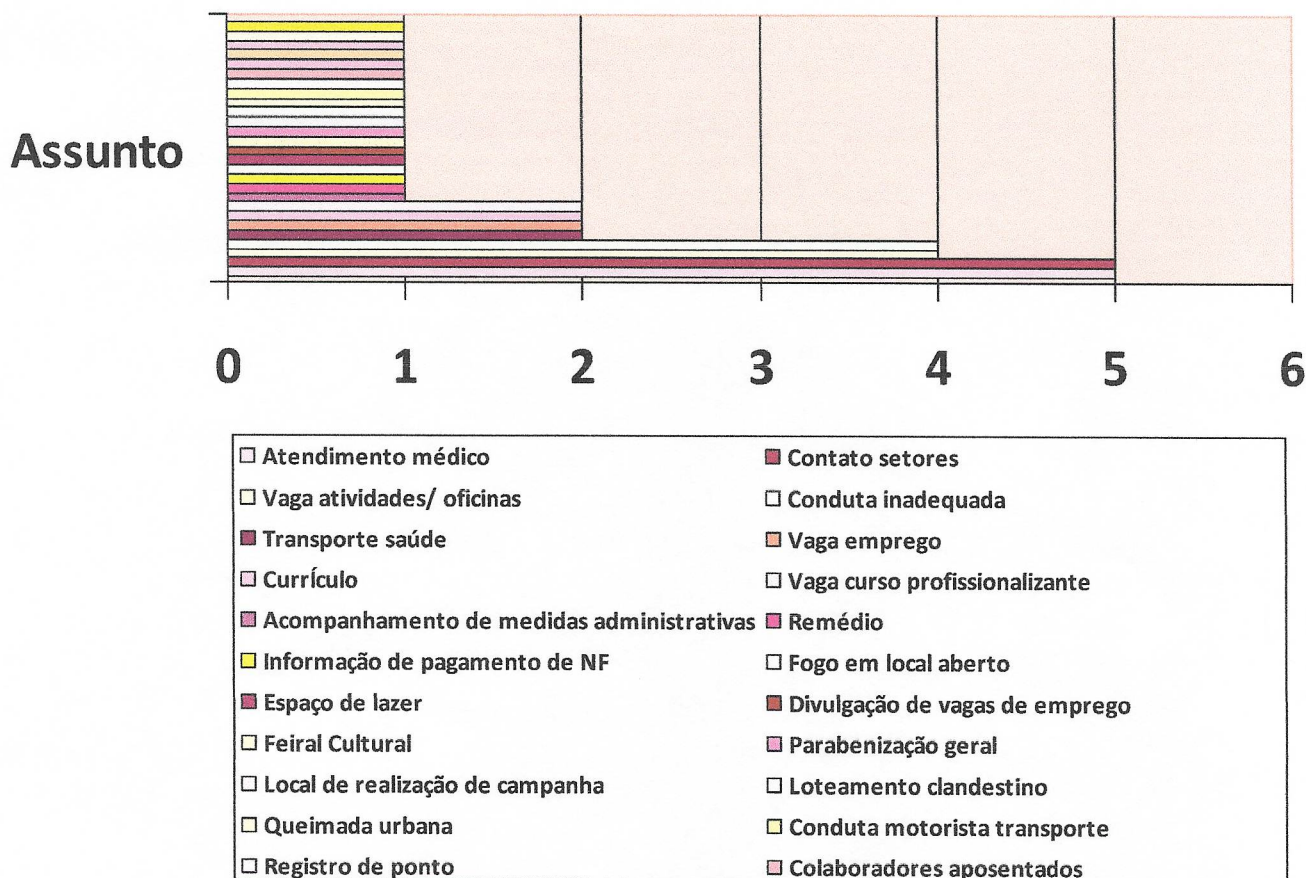 Assunto
0 1 2 3 4 5 6
Atendimento médico Contato setores
Vaga atividades/ oficinas Conduta inadequada
Transporte saúde Vaga emprego
Currículo Vaga curso profissionalizante
Acompanhamento de medidas administrativas Remédio
Informação de pagamento de NF Fogo em local aberto
Espaço de lazer Divulgação de vagas de emprego
Feiral Cultural Parabenização geral
Local de realização de campanha Loteamento clandestino
Queimada urbana Conduta motorista transporte
Registro de ponto Colaboradores aposentados